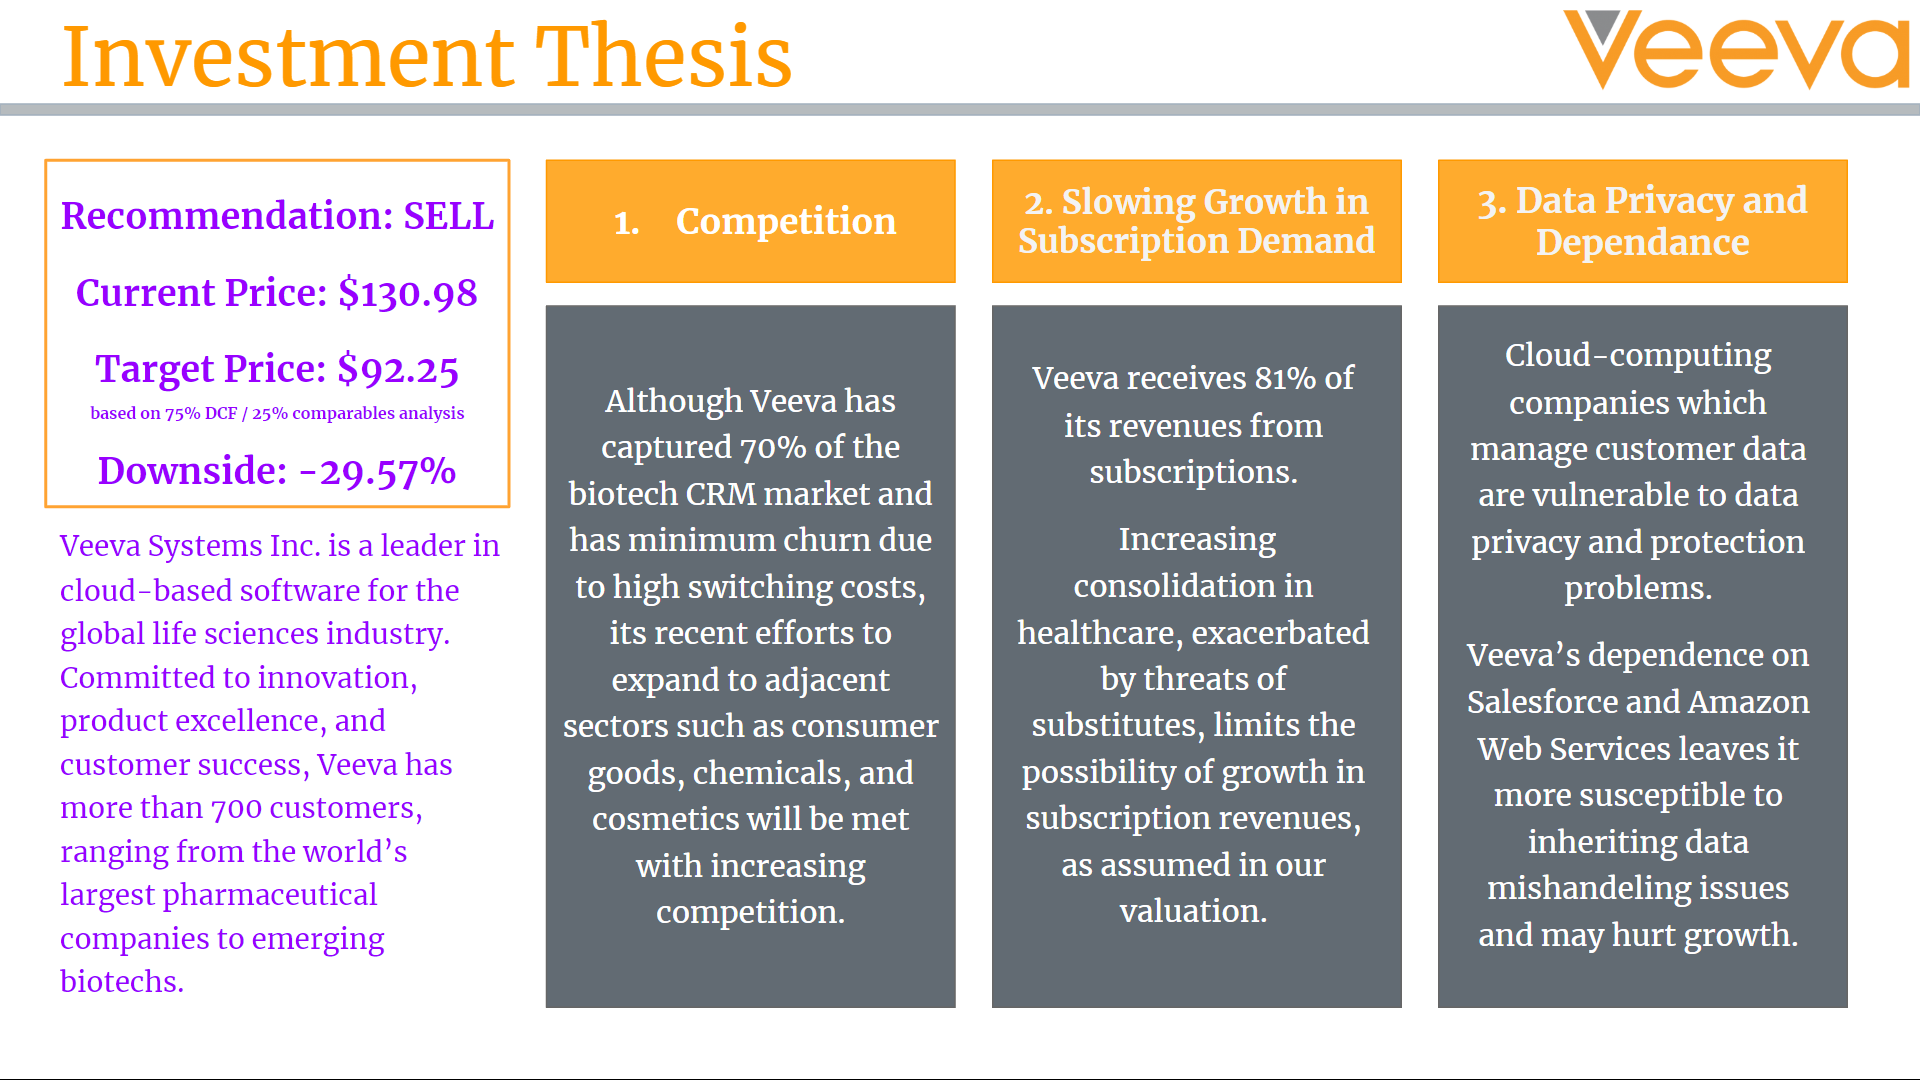 Investment Thesis
Veeva
Recommendation: SELL
Current Price: $130.98
Target Price: $92.25
based on 75% DCF / 25% comparables analysis
Downside: -29.57%
Veeva Systems Inc. is a leader in
cloud-based software for the
global life sciences industry.
Committed to innovation,
product excellence, and
customer success, Veeva has
more than 700 customers,
ranging from the world’s
largest pharmaceutical
companies to emerging
biotechs.
1. Competition
Although Veeva has
captured 70% of the
biotech CRM market and
has minimum churn due
to high switching costs,
its recent efforts to
expand to adjacent
sectors such as consumer
goods, chemicals, and
cosmetics will be met
with increasing
competition.
2. Slowing Growth in
Subscription Demand
Veeva receives 81% of
its revenues from
subscriptions.
Increasing
consolidation in
healthcare, exacerbated
by threats of
substitutes, limits the
possibility of growth in
subscription revenues,
as assumed in our
valuation.
3. Data Privacy and
Dependance
Cloud-computing
companies which
manage customer data
are vulnerable to data
privacy and protection
problems.
Veeva’s dependence on
Salesforce and Amazon
Web Services leaves it
more susceptible to
inheriting data
mishandeling issues
and may hurt growth.